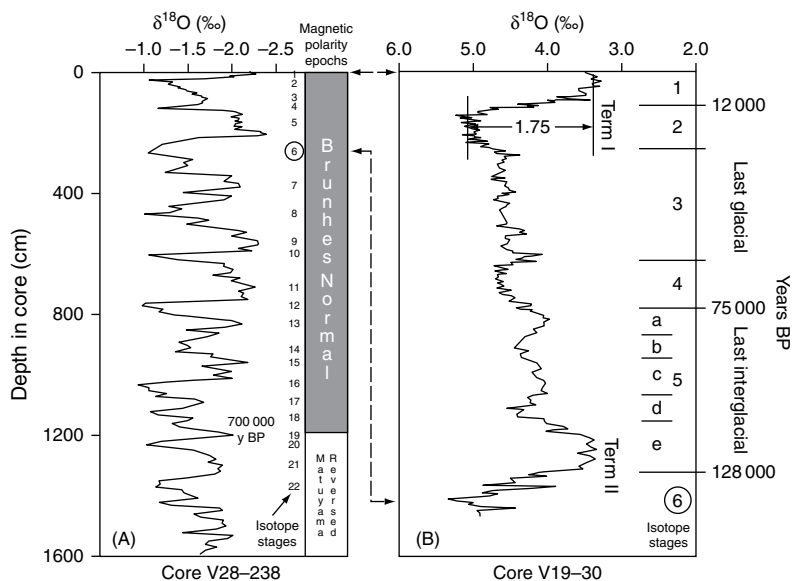 δ¹⁸O (‰)
–1.0 –1.5 –2.0 –2.5
Magnetic
polarity
epochs
δ¹⁸O (‰)
6.0 5.0 4.0 3.0 2.0
Depth in core (cm)
0
400
800
1200
1600
2
3
4
5
6
7
8
9
10
11
12
13
14
15
16
17
18
19
20
21
22
700 000
y BP
Isotope
stages
(A)
Brunhes Normal
Matuyama
Reversed
Core V28–238
1.75
Term I
Term II
1
2
3
4
a
b
c
5
d
e
6
Isotope
stages
12 000
75 000
128 000
Last glacial
Last interglacial
Years BP
(B)
Core V19–30